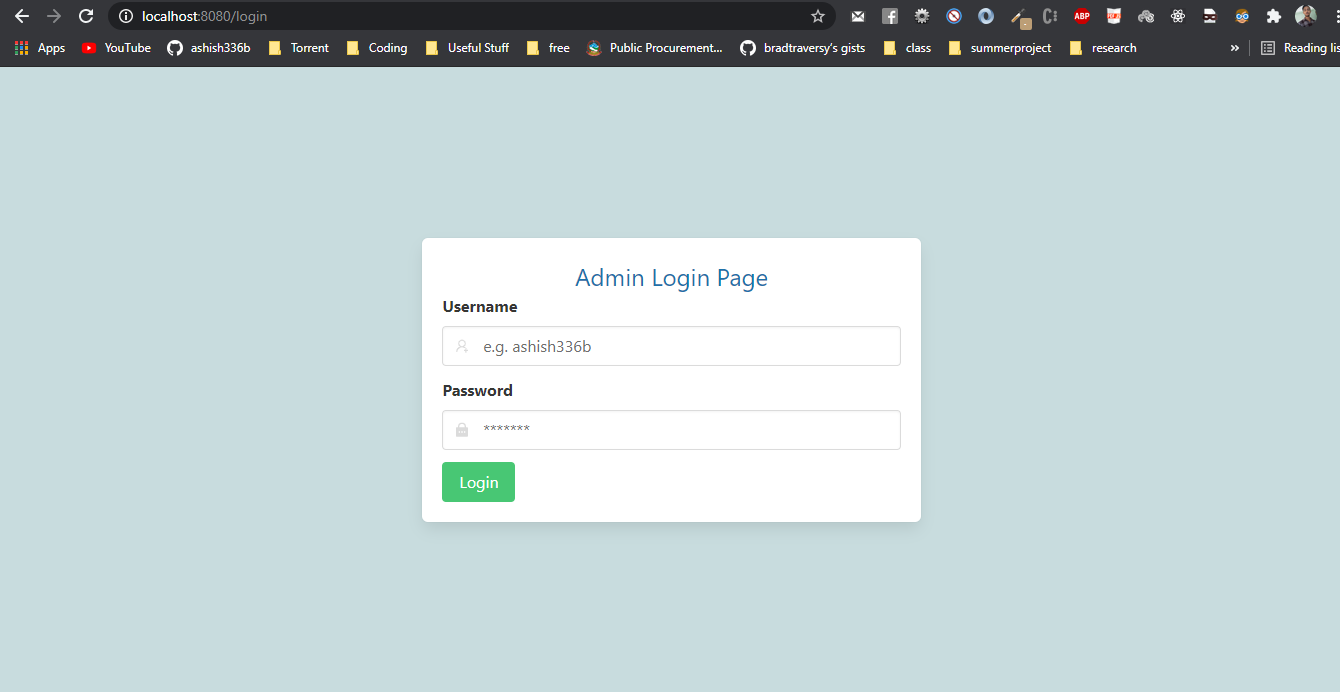 localhost:8080/login
ABP
Apps YouTube ashish336b Torrent Coding Useful Stuff free Public Procurement... bradtraversy's gists class summerproject research » Reading lis
Admin Login Page
Username
e.g. ashish336b
Password
*******
Login